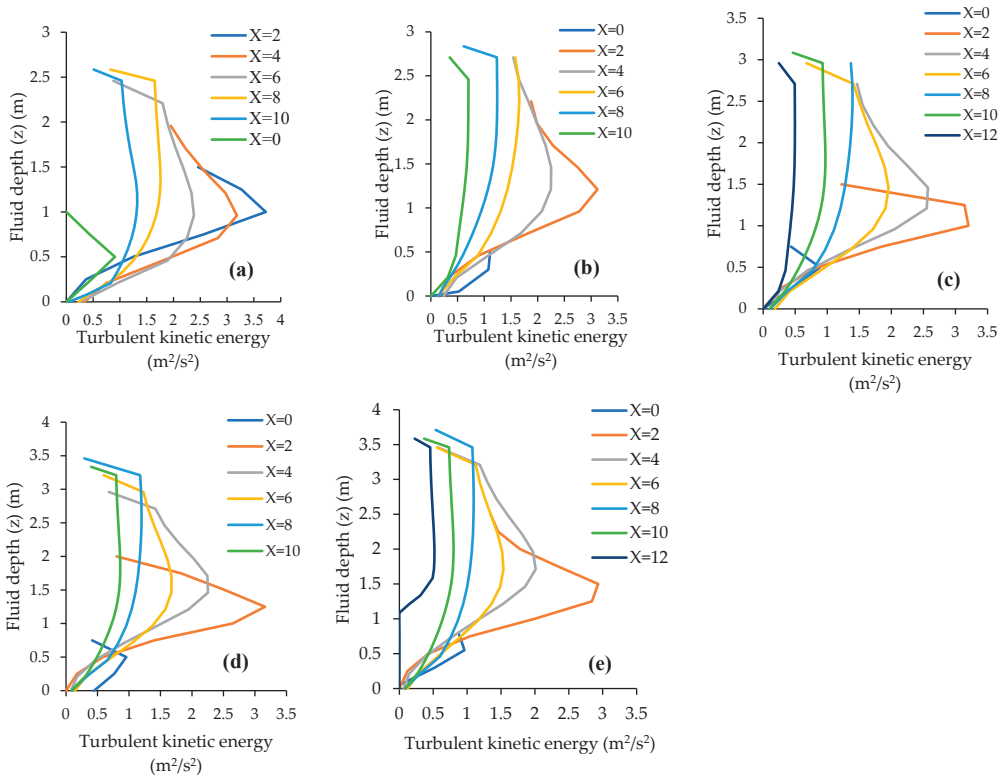 3
2.5
2
1.5
1
0.5
0
Fluid depth (z) (m)
0 0.5 1 1.5 2 2.5 3 3.5 4
Turbulent kinetic energy
(m²/s²)
X=2
X=4
X=6
X=8
X=10
X=0
(a)
3
2.5
2
1.5
1
0.5
0
Fluid depth (z) (m)
0 0.5 1 1.5 2 2.5 3 3.5
Turbulent kinetic energy
(m²/s²)
X=0
X=2
X=4
X=6
X=8
X=10
(b)
3.5
3
2.5
2
1.5
1
0.5
0
Fluid depth (z) (m)
0 0.5 1 1.5 2 2.5 3 3.5
Turbulent kinetic energy
(m²/s²)
X=0
X=2
X=4
X=6
X=8
X=10
X=12
(c)
4
3.5
3
2.5
2
1.5
1
0.5
0
Fluid depth (z) (m)
0 0.5 1 1.5 2 2.5 3 3.5
Turbulent kinetic energy
(m²/s²)
X=0
X=2
X=4
X=6
X=8
X=10
(d)
4
3.5
3
2.5
2
1.5
1
0.5
0
Fluid depth (z) (m)
0 0.5 1 1.5 2 2.5 3 3.5
Turbulent kinetic energy (m²/s²)
X=0
X=2
X=4
X=6
X=8
X=10
X=12
(e)